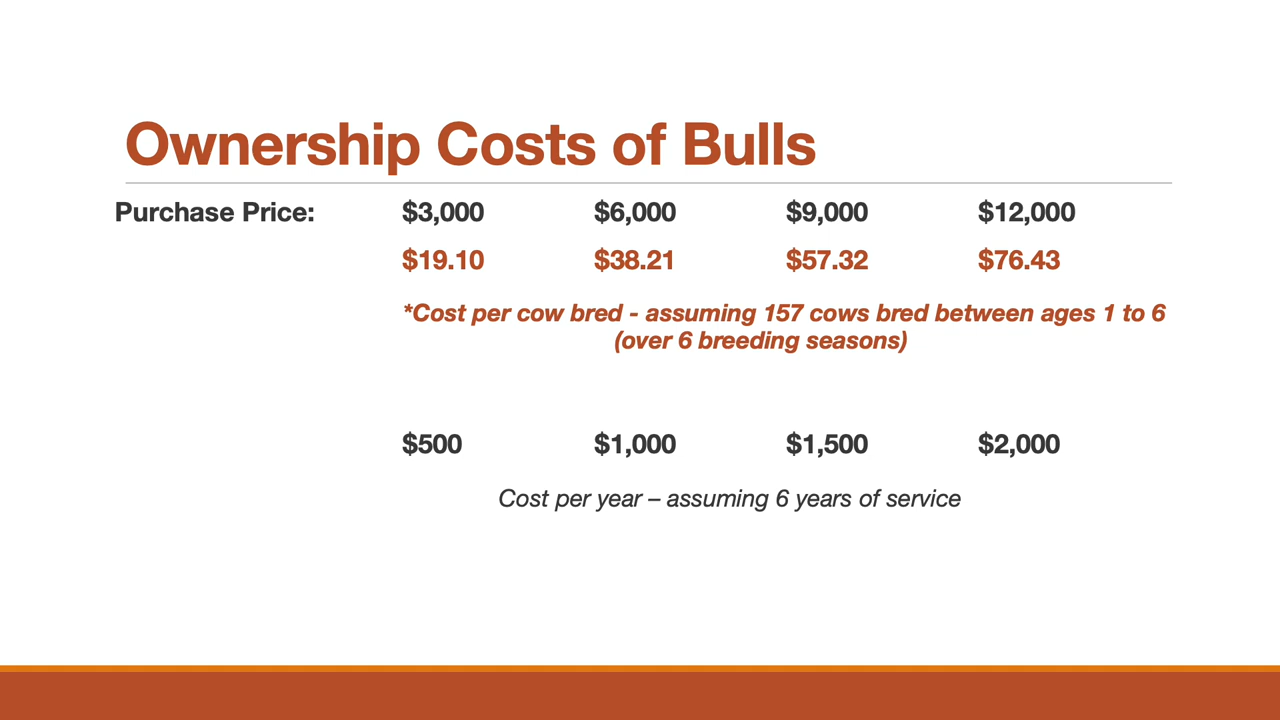 Ownership Costs of Bulls
Purchase Price: $3,000 $6,000 $9,000 $12,000
$19.10 $38.21 $57.32 $76.43
*Cost per cow bred - assuming 157 cows bred between ages 1 to 6
(over 6 breeding seasons)
$500 $1,000 $1,500 $2,000
Cost per year – assuming 6 years of service